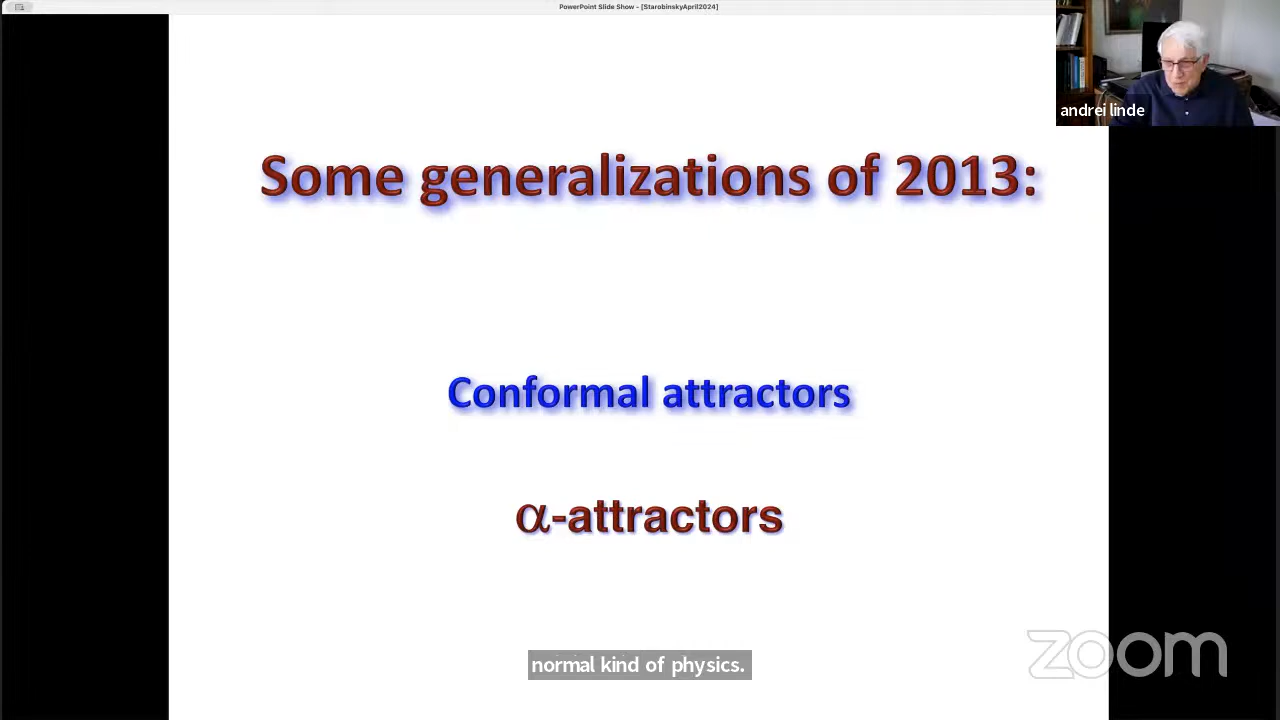 PowerPoint Slide Show - [StarobinskyApril2024]
andrei linde
Some generalizations of 2013:
Conformal attractors
α-attractors
normal kind of physics.
zoom